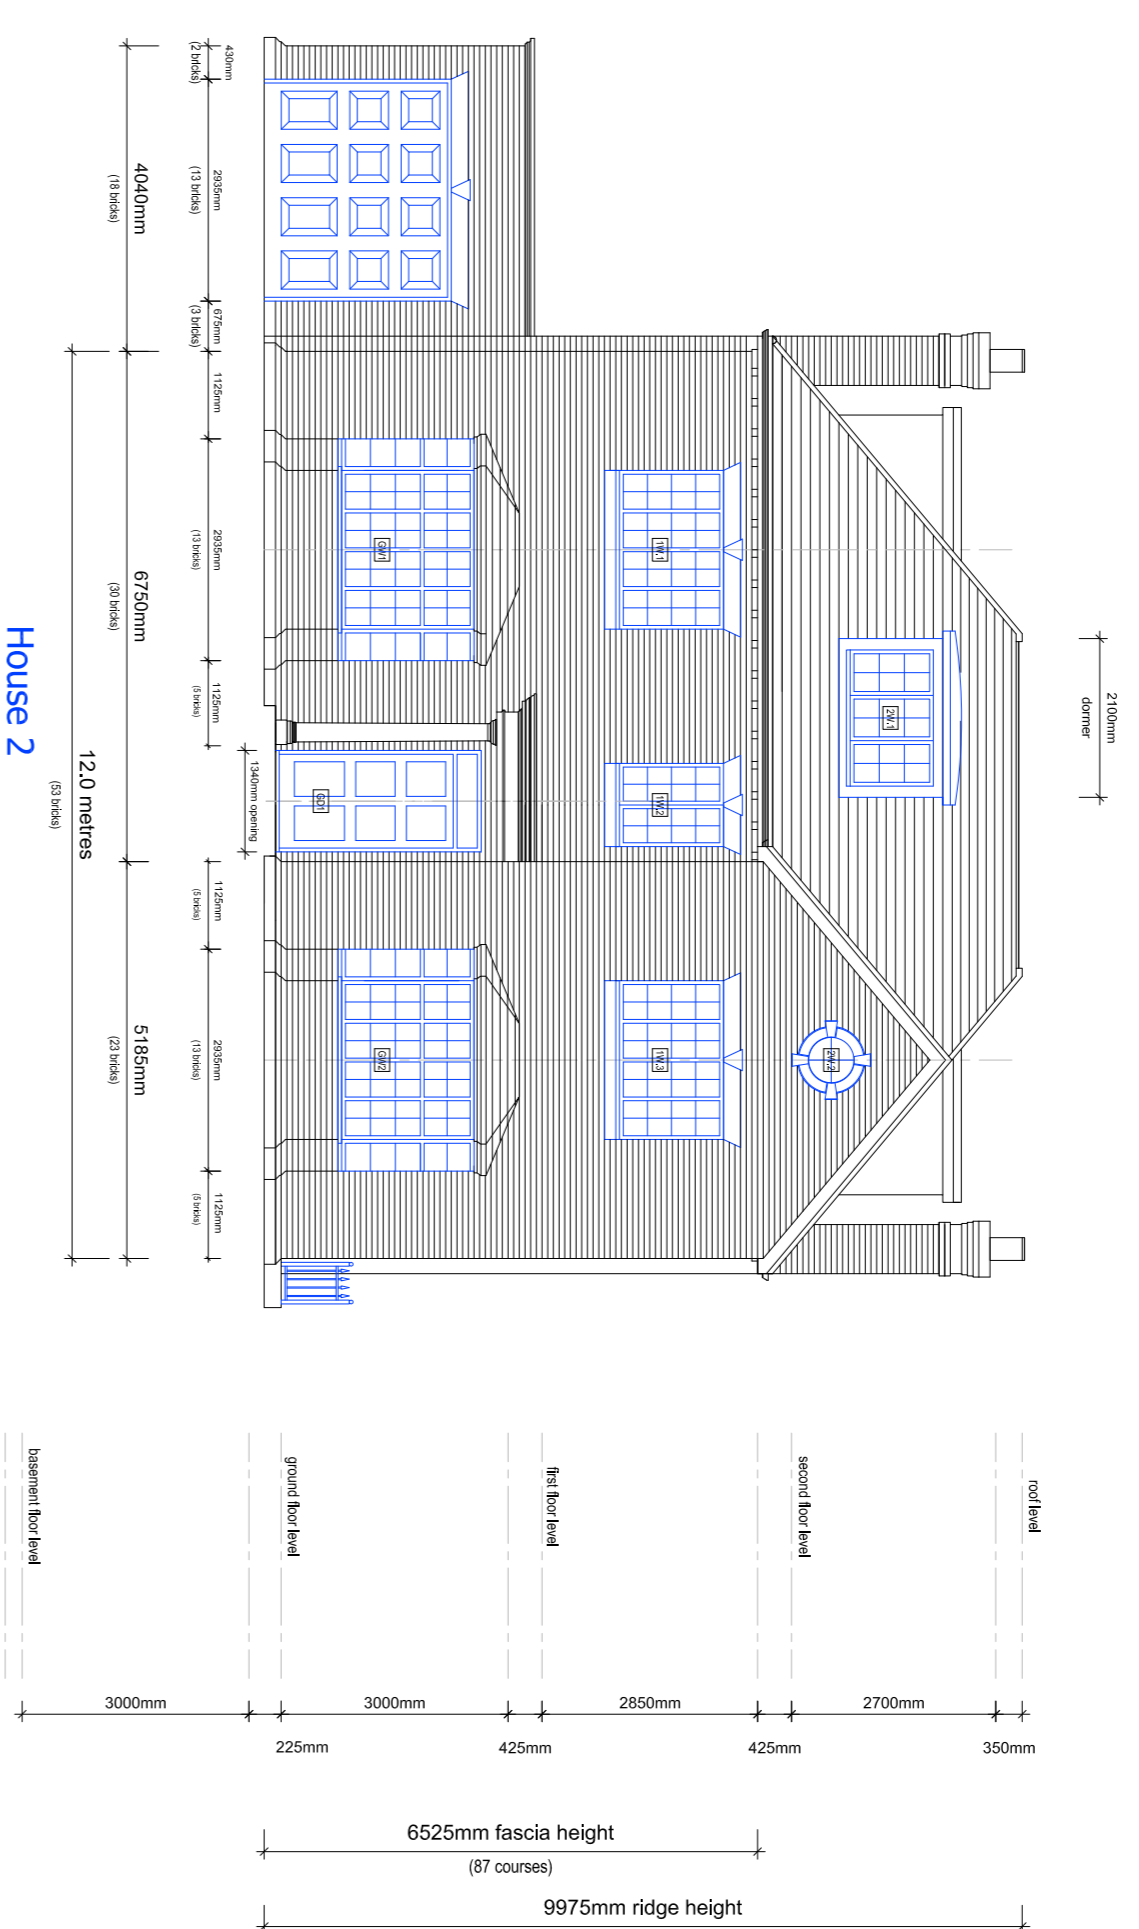 2100mm
dormer
2W.1
2W.2
1W.1
1W.2
1W.3
GW1
GD1
GW2
1340mm opening
430mm
(2 bricks)
2935mm
(13 bricks)
675mm
(3 bricks)
1125mm
2935mm
(13 bricks)
1125mm
(5 bricks)
1125mm
(5 bricks)
2935mm
(13 bricks)
1125mm
(5 bricks)
4040mm
(18 bricks)
6750mm
(30 bricks)
5185mm
(23 bricks)
12.0 metres
(53 bricks)
House 2
roof level
second floor level
first floor level
ground floor level
basement floor level
3000mm
3000mm
2850mm
2700mm
225mm
425mm
425mm
350mm
6525mm fascia height
(87 courses)
9975mm ridge height